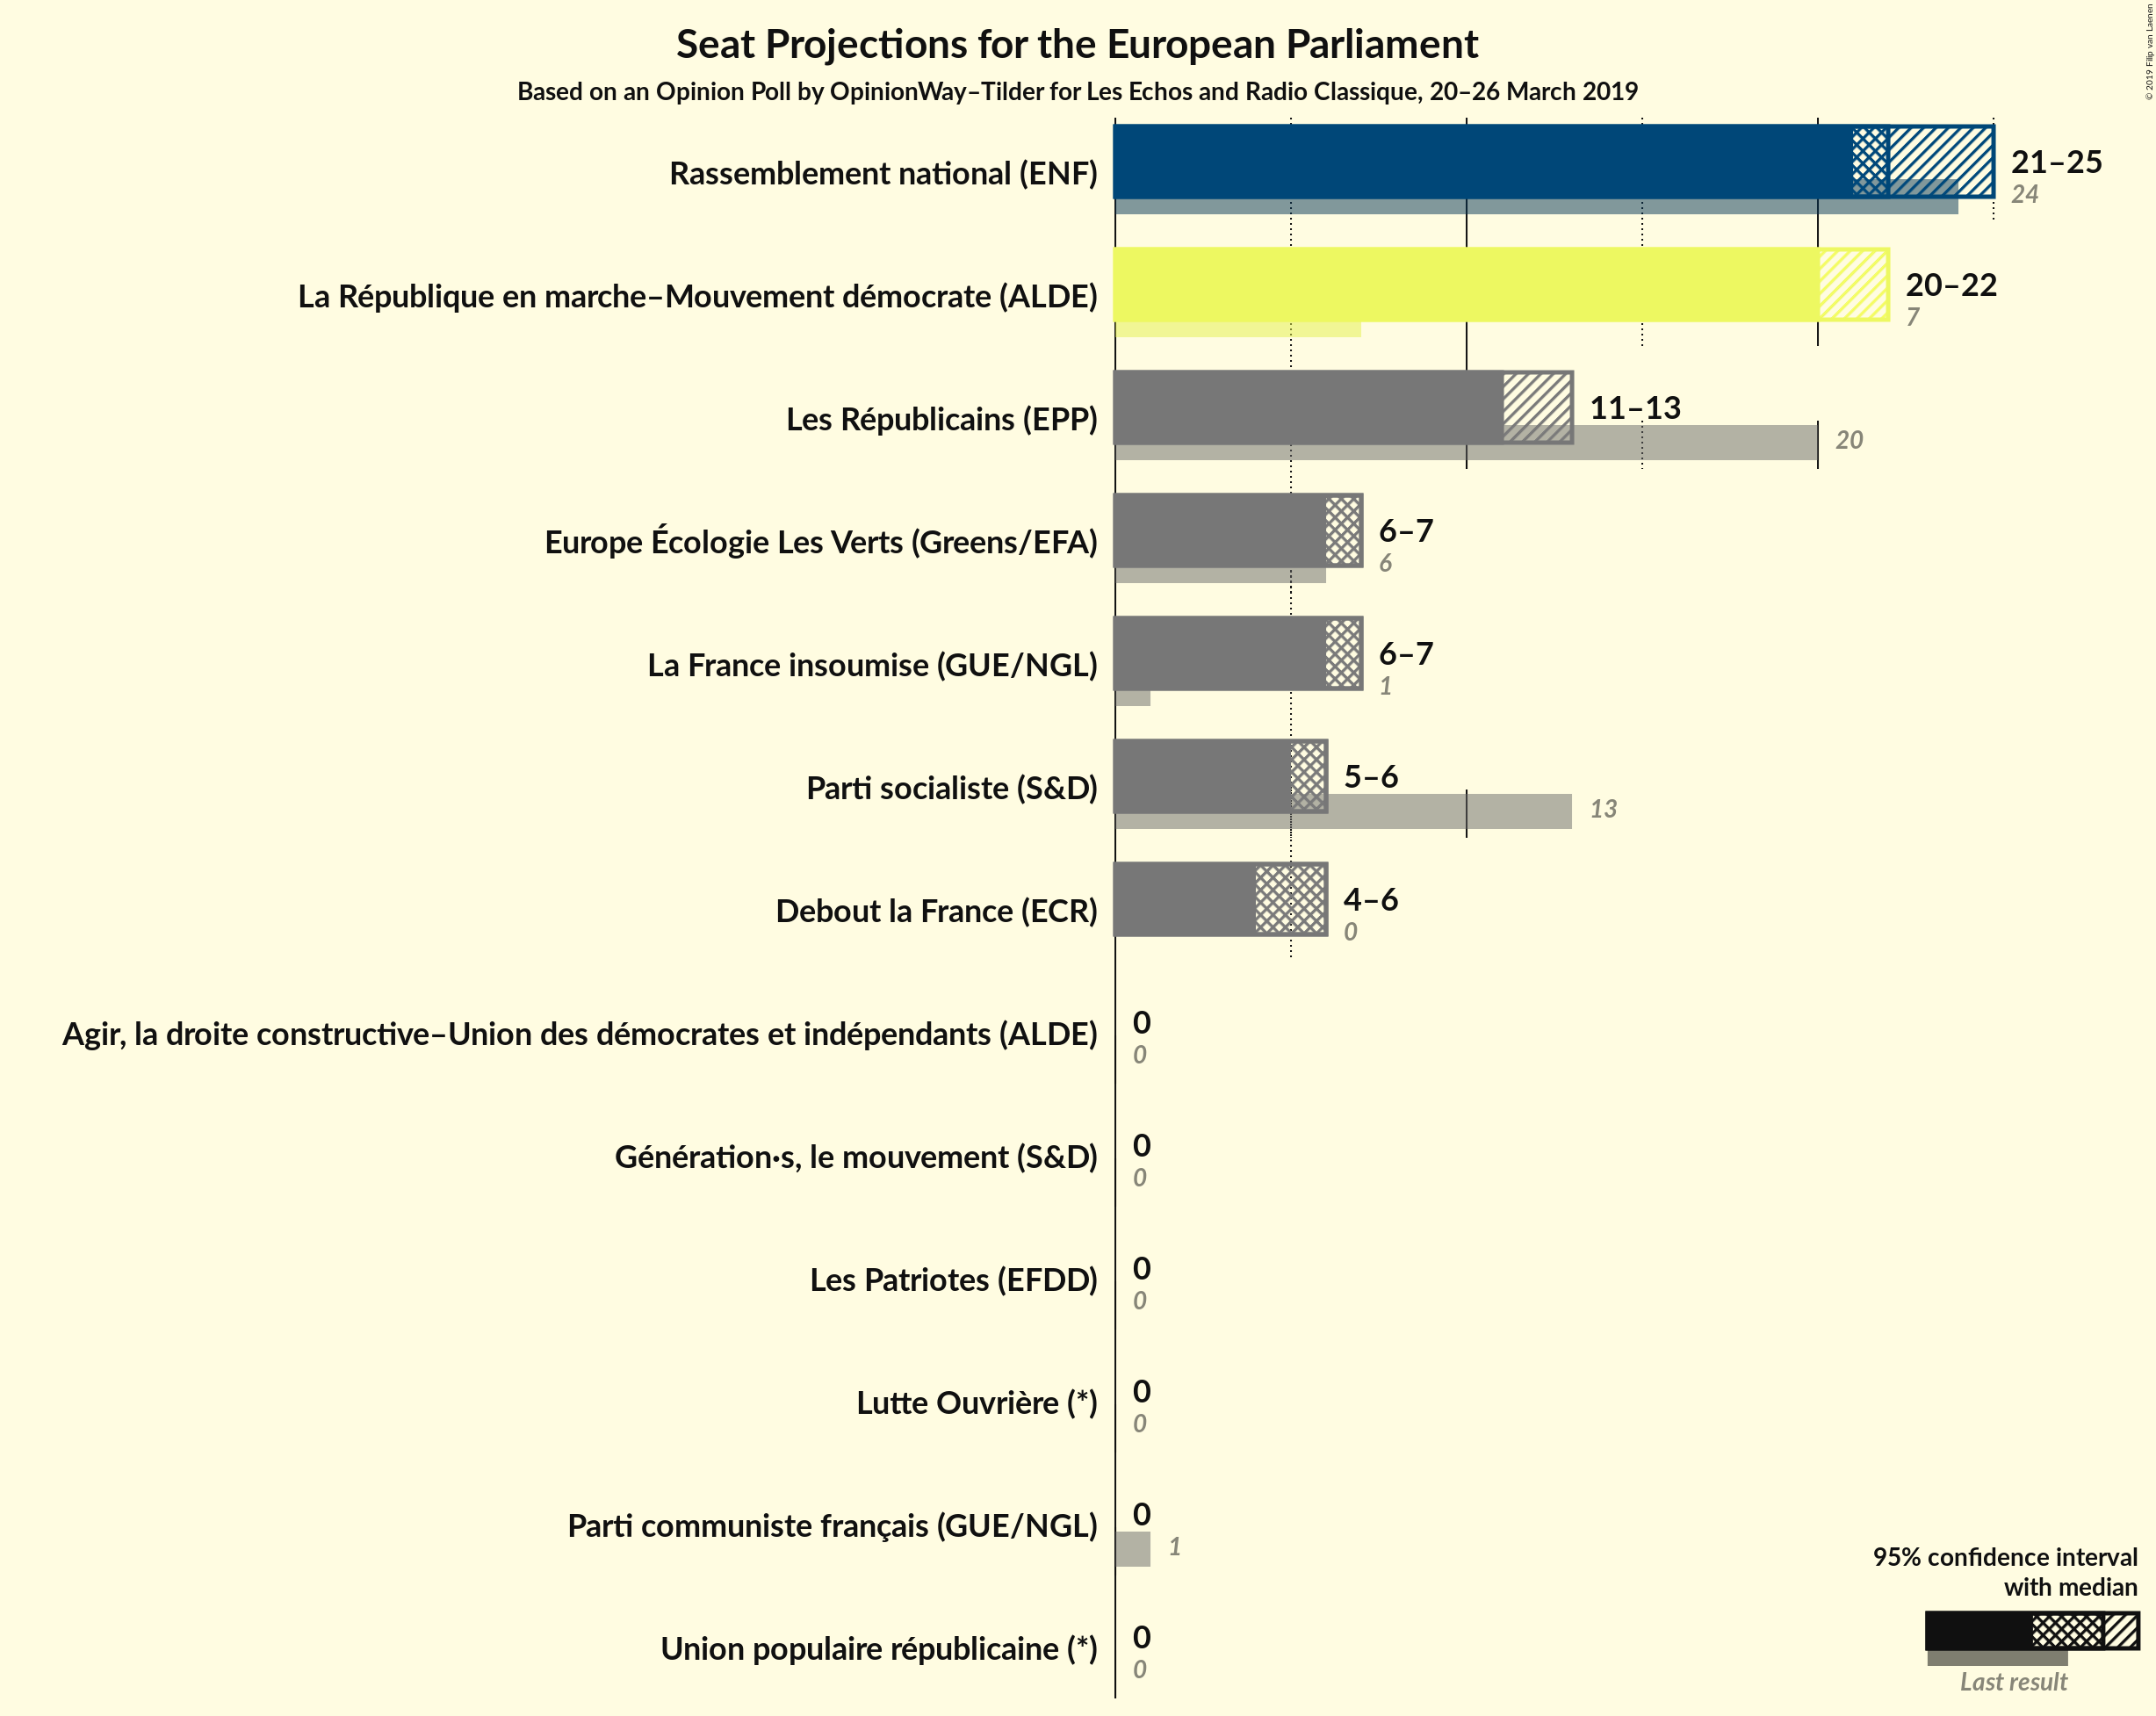 Seat Projections for the European Parliament
Based on an Opinion Poll by OpinionWay–Tilder for Les Echos and Radio Classique, 20–26 March 2019
© 2019 Filip van Laenen
Rassemblement national (ENF)
21–25
24
La République en marche–Mouvement démocrate (ALDE)
20–22
7
Les Républicains (EPP)
11–13
20
Europe Écologie Les Verts (Greens/EFA)
6–7
6
La France insoumise (GUE/NGL)
6–7
1
Parti socialiste (S&D)
5–6
13
Debout la France (ECR)
4–6
0
Agir, la droite constructive–Union des démocrates et indépendants (ALDE)
0
0
Génération·s, le mouvement (S&D)
0
0
Les Patriotes (EFDD)
0
0
Lutte Ouvrière (*)
0
0
Parti communiste français (GUE/NGL)
0
1
Union populaire républicaine (*)
0
0
95% confidence interval
with median
Last result